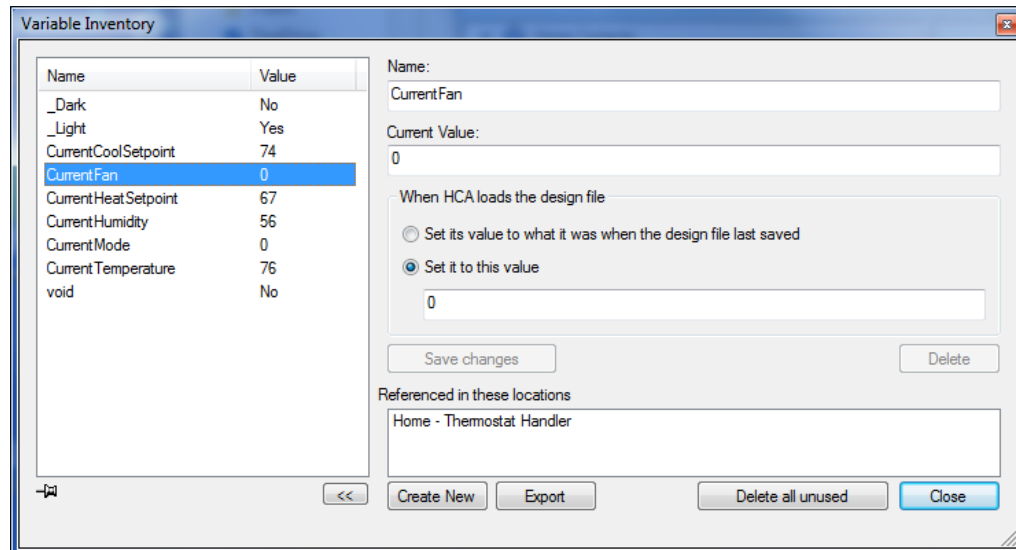 Variable Inventory
Name Value
_Dark No
_Light Yes
CurrentCoolSetpoint 74
CurrentFan 0
CurrentHeatSetpoint 67
CurrentHumidity 56
CurrentMode 0
CurrentTemperature 76
void No
<<
Name:
CurrentFan
Current Value:
0
When HCA loads the design file
Set its value to what it was when the design file last saved
Set it to this value
0
Save changes Delete
Referenced in these locations
Home - Thermostat Handler
Create New Export Delete all unused Close